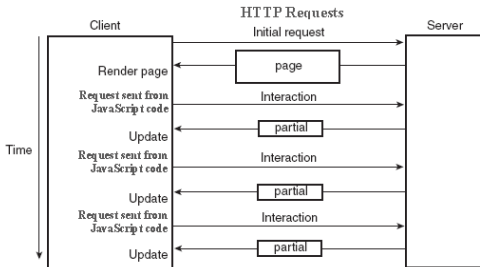 HTTP Requests
Client
Initial request
Server
page
Render page
Request sent from
JavaScript code
Interaction
partial
Update
Time
Request sent from
JavaScript code
Interaction
partial
Update
Request sent from
JavaScript code
Interaction
partial
Update